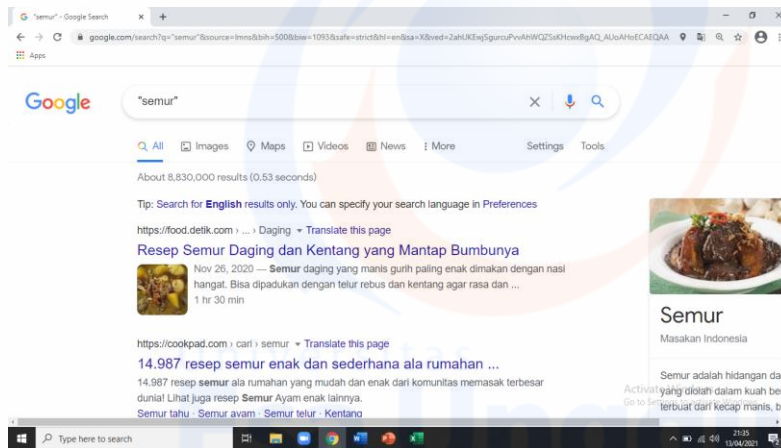 "semur" - Google Search
google.com/search?q="semur"&source=lmns&bih=500&biw=1093&safe=strict&hl=en&sa=X&ved=
Apps
Google
"semur"
All Images Maps Videos News More Settings Tools
About 8,830,000 results (0.53 seconds)
Tip: Search for English results only. You can specify your search language in Preferences
https://food.detik.com › ... › Daging Translate this page
Resep Semur Daging dan Kentang yang Mantap Bumbunya
Nov 26, 2020 — Semur daging yang manis gurih paling enak dimakan dengan nasi
hangat. Bisa dipadukan dengan telur rebus dan kentang agar rasa dan ...
1 hr 30 min
https://cookpad.com › cari › semur Translate this page
14.987 resep semur enak dan sederhana ala rumahan ...
14.987 resep semur ala rumahan yang mudah dan enak dari komunitas memasak terbesar
dunia! Lihat juga resep Semur Ayam enak lainnya.
Semur tahu · Semur ayam · Semur telur · Kentang
Semur
Masakan Indonesia
Semur adalah hidangan da
yang diolah dalam kuah be
terbuat dari kecap manis, b
Type here to search
21:35
13/04/2021